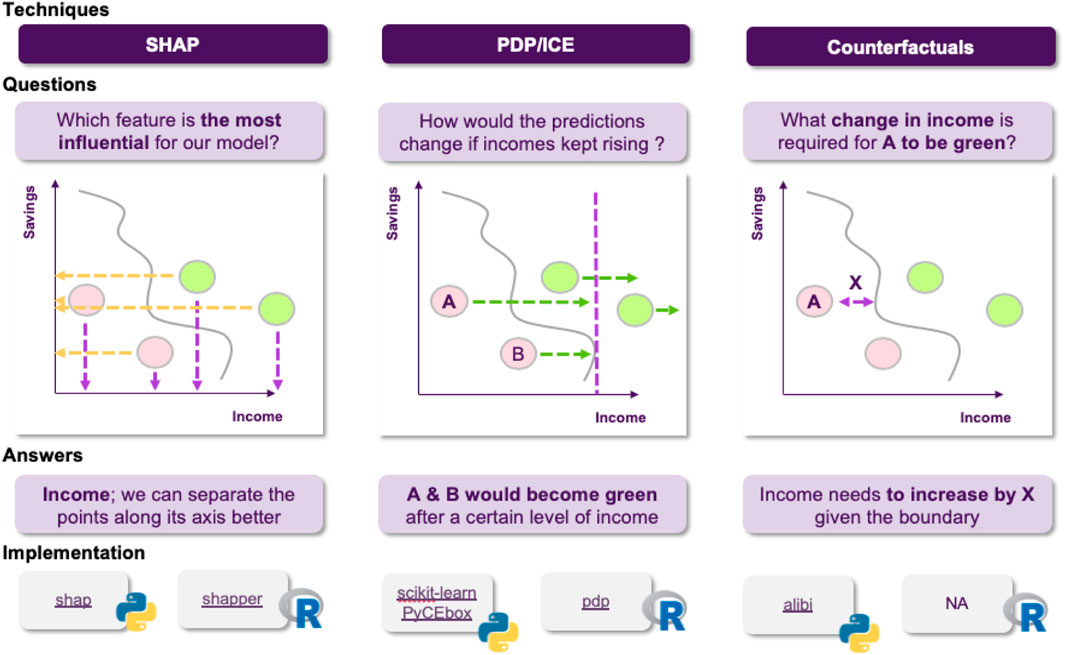 Techniques
SHAP
PDP/ICE
Counterfactuals
Questions
Which feature is the most
influential for our model?
How would the predictions
change if incomes kept rising ?
What change in income is
required for A to be green?
Savings
Income
Savings
A
B
Income
Savings
X
A
Income
Answers
Income; we can separate the
points along its axis better
A & B would become green
after a certain level of income
Income needs to increase by X
given the boundary
Implementation
shap
shapper
R
scikit-learn
PyCEbox
pdp
R
alibi
NA
R